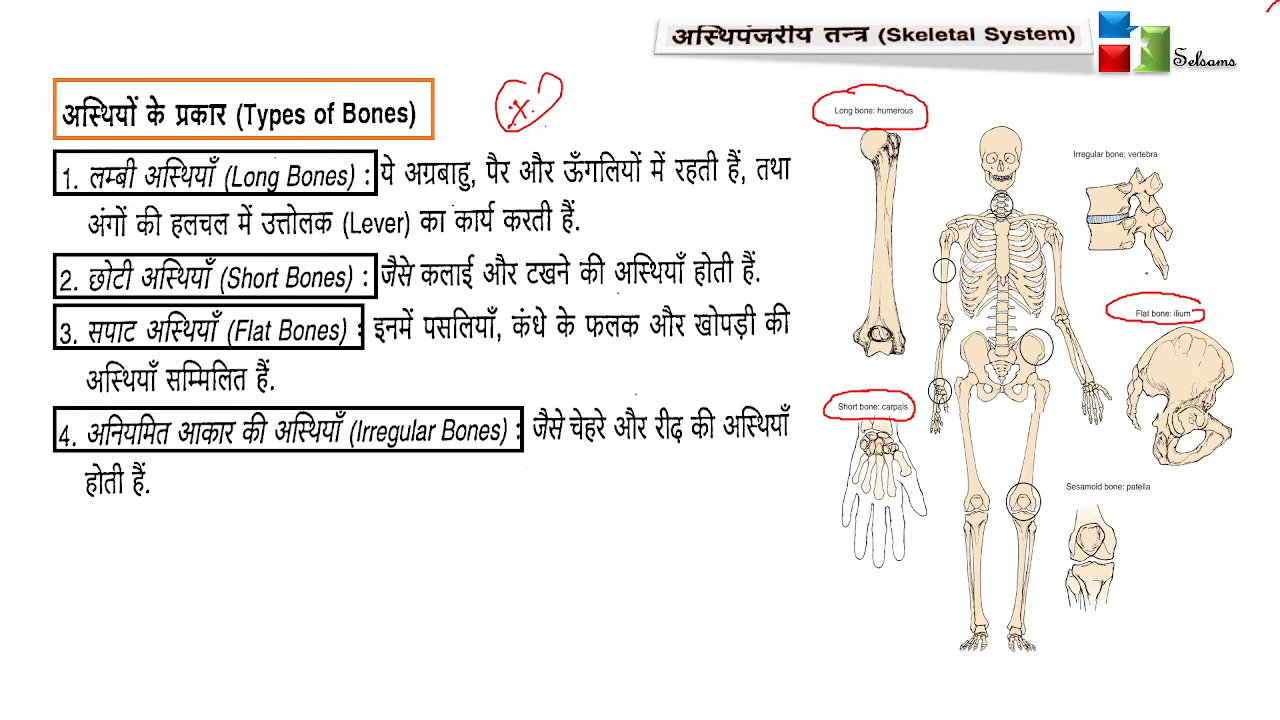 अस्थिपंजरीय तन्त्र (Skeletal System)
Selsams
अस्थियों के प्रकार (Types of Bones)
x
1. लम्बी अस्थियाँ (Long Bones) : ये अग्रबाहु, पैर और ऊँगलियों में रहती हैं, तथा
अंगों की हलचल में उत्तोलक (Lever) का कार्य करती हैं.
2. छोटी अस्थियाँ (Short Bones) : जैसे कलाई और टखने की अस्थियाँ होती हैं.
3. सपाट अस्थियाँ (Flat Bones) : इनमें पसलियाँ, कंधे के फलक और खोपड़ी की
अस्थियाँ सम्मिलित हैं.
4. अनियमित आकार की अस्थियाँ (Irregular Bones) : जैसे चेहरे और रीढ़ की अस्थियाँ
होती हैं.
Long bone: humerous
Irregular bone: vertebra
Flat bone: ilium
Short bone: carpals
Sesamoid bone: patella